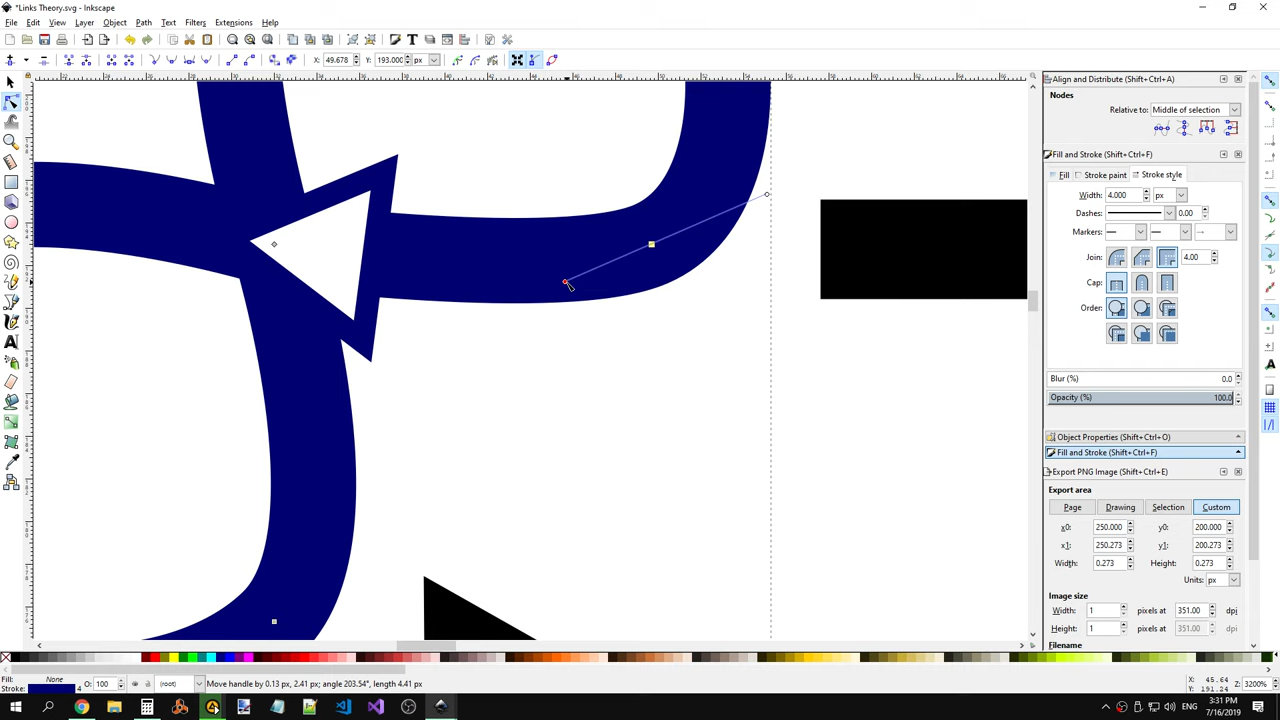 *Links Theory.svg - Inkscape
File Edit View Layer Object Path Text Filters Extensions Help
X: 49.678 Y: 193.000 px
Align and Distribute (Shift+Ctrl+A)
Nodes
Relative to: Middle of selection
Fill and Stroke (Shift+Ctrl+F)
Fill Stroke paint Stroke style
Width: 4.000 px
Dashes: 0.00
Markers:
Join: 4.00
Cap:
Order:
Blur (%) 0.0
Opacity (%) 100.0
Object Properties (Shift+Ctrl+O)
Fill and Stroke (Shift+Ctrl+F)
Export PNG Image (Shift+Ctrl+E)
Export area
Page Drawing Selection Custom
x0: 250.000 y0: 200.000
x1: 250.273 y1: 200.273
Width: 0.273 Height: 0.273
Units: px
Image size
Width: 1 pixels at 351.00 dpi
Height: 1 pixels at 351.00 dpi
Filename
Fill: None
Stroke: 4 O: 100 (root) Move handle by 0.13 px, 2.41 px; angle 203.54°, length 4.41 px
X: 45.64
Y: 191.24
Z: 3200%
ENG 3:31 PM
7/16/2019